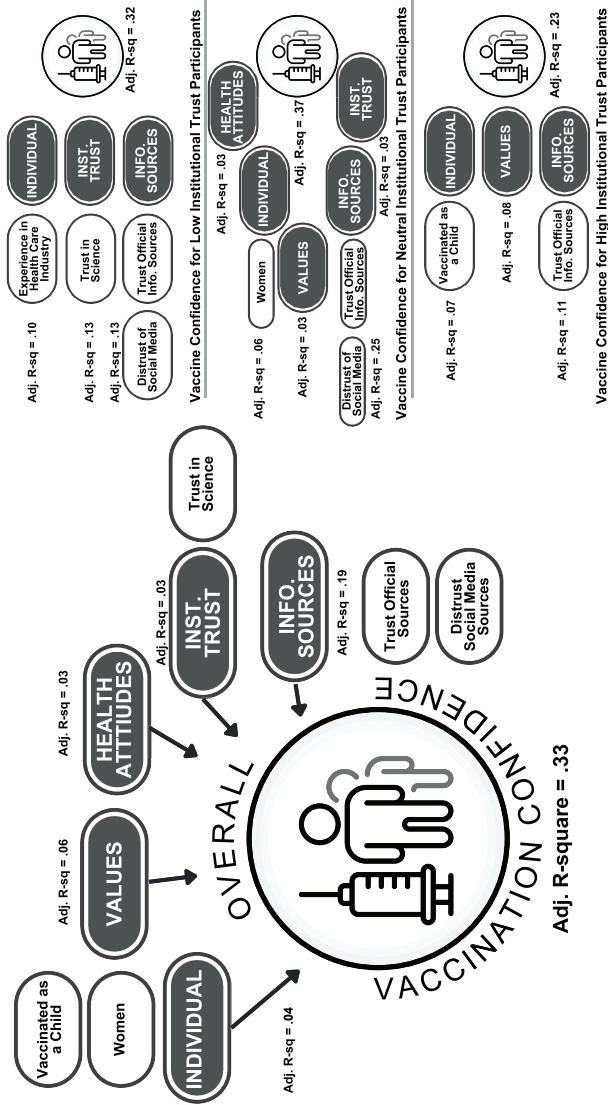 Vaccinated as
a Child
Women
INDIVIDUAL
Adj. R-sq = .04
Adj. R-sq = .06
VALUES
Adj. R-sq = .03
HEALTH
ATTTIUDES
Adj. R-sq = .03
INST.
TRUST
Trust in
Science
INFO.
SOURCES
Adj. R-sq = .19
Trust Official
Sources
Distrust
Social Media
Sources
OVERALL
VACCINATION CONFIDENCE
Adj. R-square = .33
Adj. R-sq = .10
Experience in
Health Care
Industry
INDIVIDUAL
Adj. R-sq = .13
Trust in
Science
INST.
TRUST
Adj. R-sq = .13
Distrust of
Social Media
Trust Official
Info. Sources
INFO.
SOURCES
Adj. R-sq = .32
Vaccine Confidence for Low Institutional Trust Participants
Adj. R-sq = .03
HEALTH
ATTITUDES
Adj. R-sq = .06
Women
INDIVIDUAL
Adj. R-sq = .37
Adj. R-sq = .03
VALUES
Distrust of
Social Media
Trust Official
Info. Sources
INFO.
SOURCES
INST.
TRUST
Adj. R-sq = .25
Adj. R-sq = .03
Vaccine Confidence for Neutral Institutional Trust Participants
Adj. R-sq = .07
Vaccinated as
a Child
INDIVIDUAL
Adj. R-sq = .08
VALUES
Adj. R-sq = .11
Trust Official
Info. Sources
INFO.
SOURCES
Adj. R-sq = .23
Vaccine Confidence for High Institutional Trust Participants